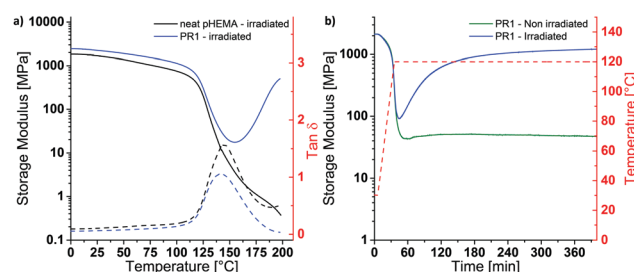 a)
neat pHEMA - irradiated
PR1 - irradiated
Storage Modulus [MPa]
10000
1000
100
10
1
0.1
0 25 50 75 100 125 150 175 200
Temperature [°C]
3
2
1
0
Tan δ
b)
PR1 - Non irradiated
PR1 - Irradiated
Storage Modulus [MPa]
1000
100
10
1
0 60 120 180 240 300 360
Time [min]
140
120
100
80
60
40
20
0
Temperature [°C]